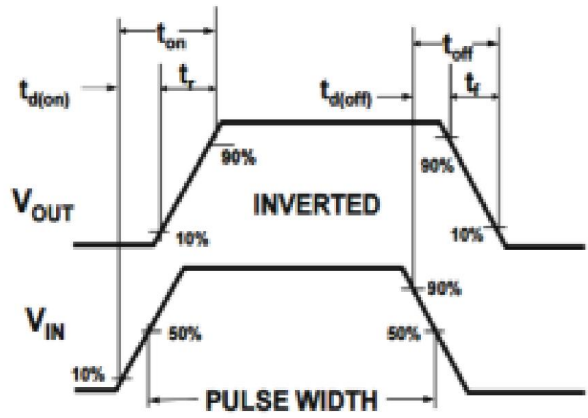 t_on
t_r
t_d(on)
t_off
t_f
t_d(off)
90%
90%
V_OUT
INVERTED
10%
10%
90%
V_IN
50%
50%
10%
PULSE WIDTH